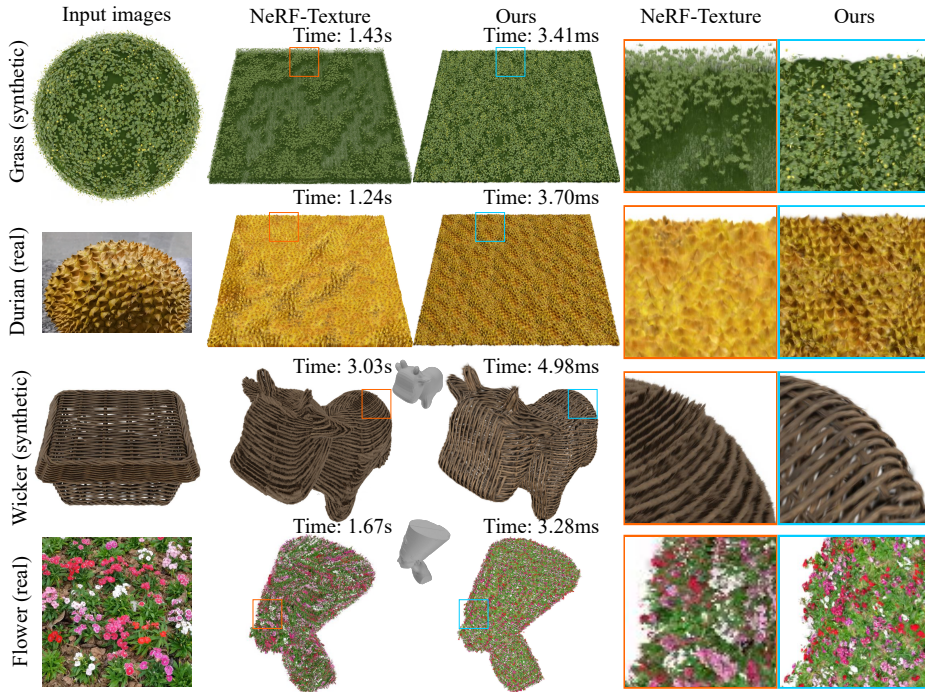 Input images
NeRF-Texture
Ours
NeRF-Texture
Ours
Grass (synthetic)
Time: 1.43s
Time: 3.41ms
Durian (real)
Time: 1.24s
Time: 3.70ms
Wicker (synthetic)
Time: 3.03s
Time: 4.98ms
Flower (real)
Time: 1.67s
Time: 3.28ms